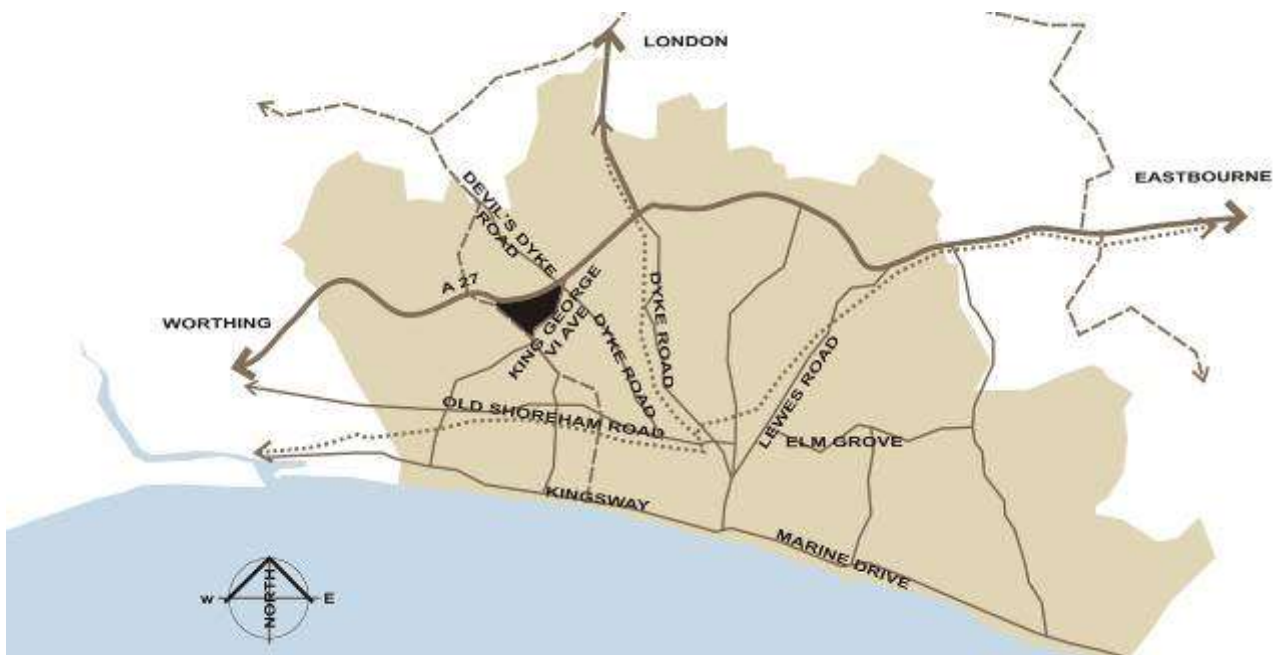 LONDON
EASTBOURNE
DEVIL'S DYKE
ROAD
A 27
WORTHING
KING GEORGE
VI AVE
DYKE ROAD
DYKE ROAD
LEWES ROAD
OLD SHOREHAM ROAD
ELM GROVE
KINGSWAY
MARINE DRIVE
W
NORTH
E